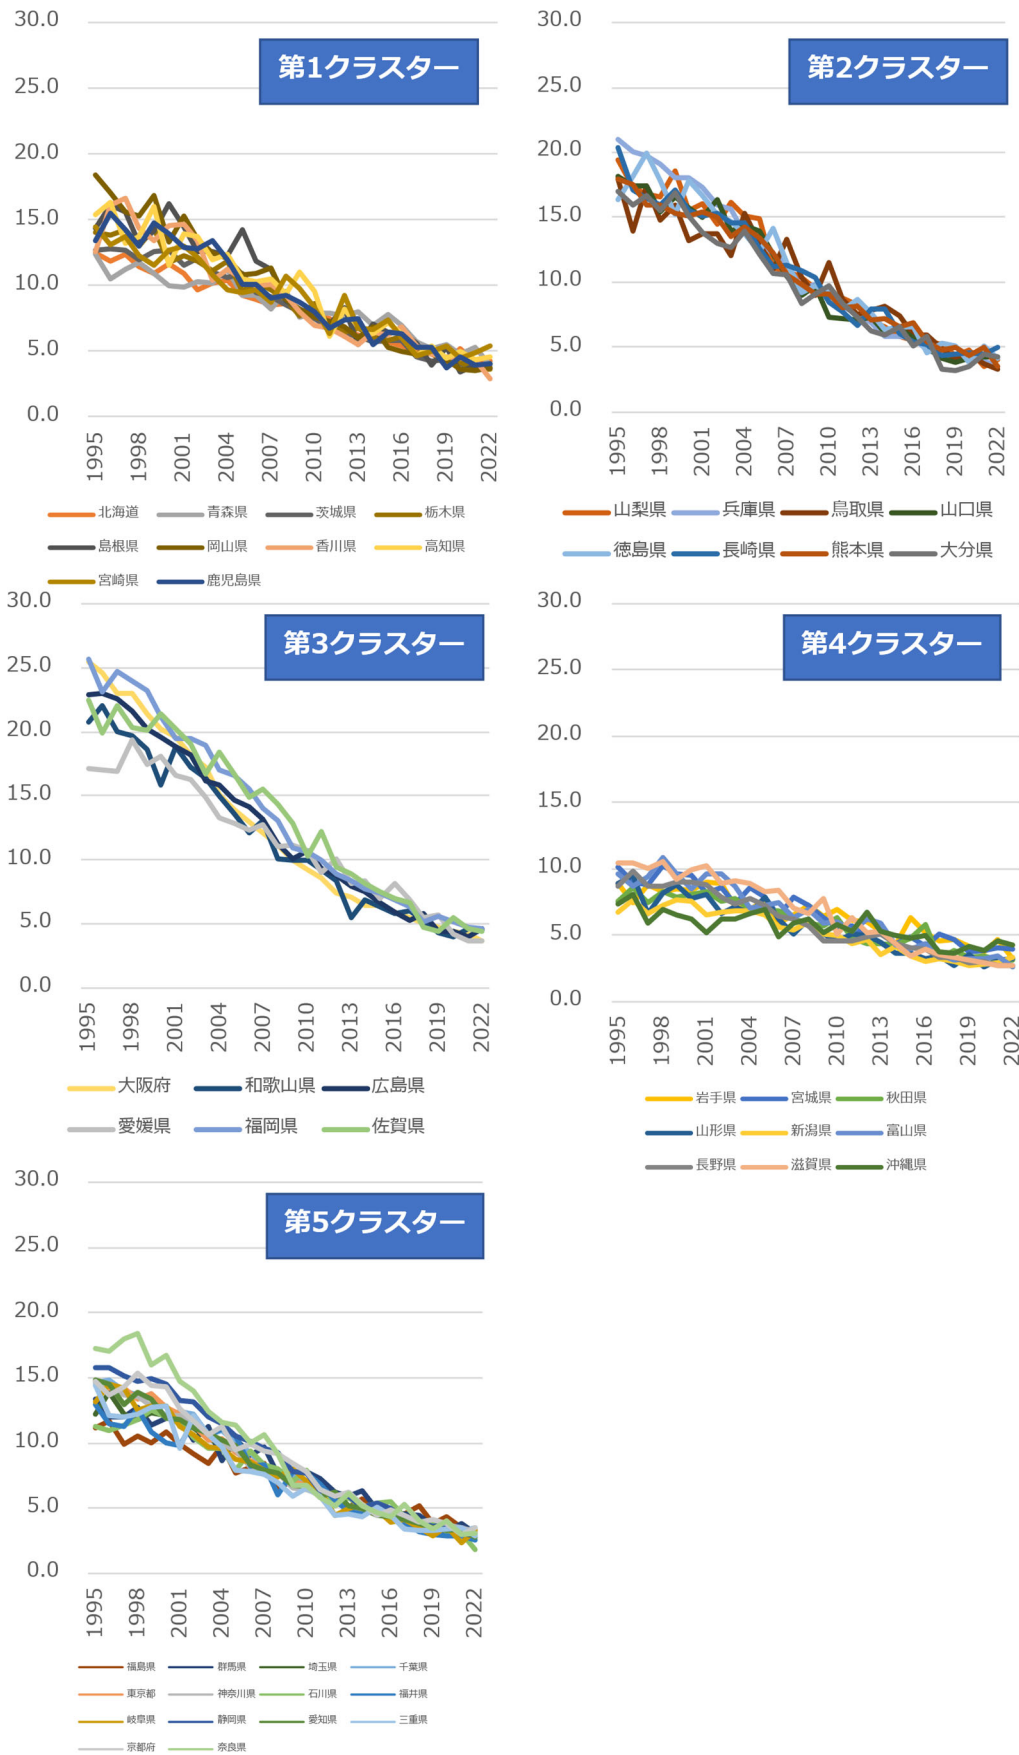 第1クラスター
30.0
25.0
20.0
15.0
10.0
5.0
0.0
1995 1998 2001 2004 2007 2010 2013 2016 2019 2022
北海道 青森県 茨城県 栃木県
島根県 岡山県 香川県 高知県
宮崎県 鹿児島県
第2クラスター
30.0
25.0
20.0
15.0
10.0
5.0
0.0
1995 1998 2001 2004 2007 2010 2013 2016 2019 2022
山梨県 兵庫県 鳥取県 山口県
徳島県 長崎県 熊本県 大分県
第3クラスター
30.0
25.0
20.0
15.0
10.0
5.0
0.0
1995 1998 2001 2004 2007 2010 2013 2016 2019 2022
大阪府 和歌山県 広島県
愛媛県 福岡県 佐賀県
第4クラスター
30.0
25.0
20.0
15.0
10.0
5.0
0.0
1995 1998 2001 2004 2007 2010 2013 2016 2019 2022
岩手県 宮城県 秋田県
山形県 新潟県 富山県
長野県 滋賀県 沖縄県
第5クラスター
30.0
25.0
20.0
15.0
10.0
5.0
0.0
1995 1998 2001 2004 2007 2010 2013 2016 2019 2022
福島県 群馬県 埼玉県 千葉県
東京都 神奈川県 石川県 福井県
岐阜県 静岡県 愛知県 三重県
京都府 奈良県